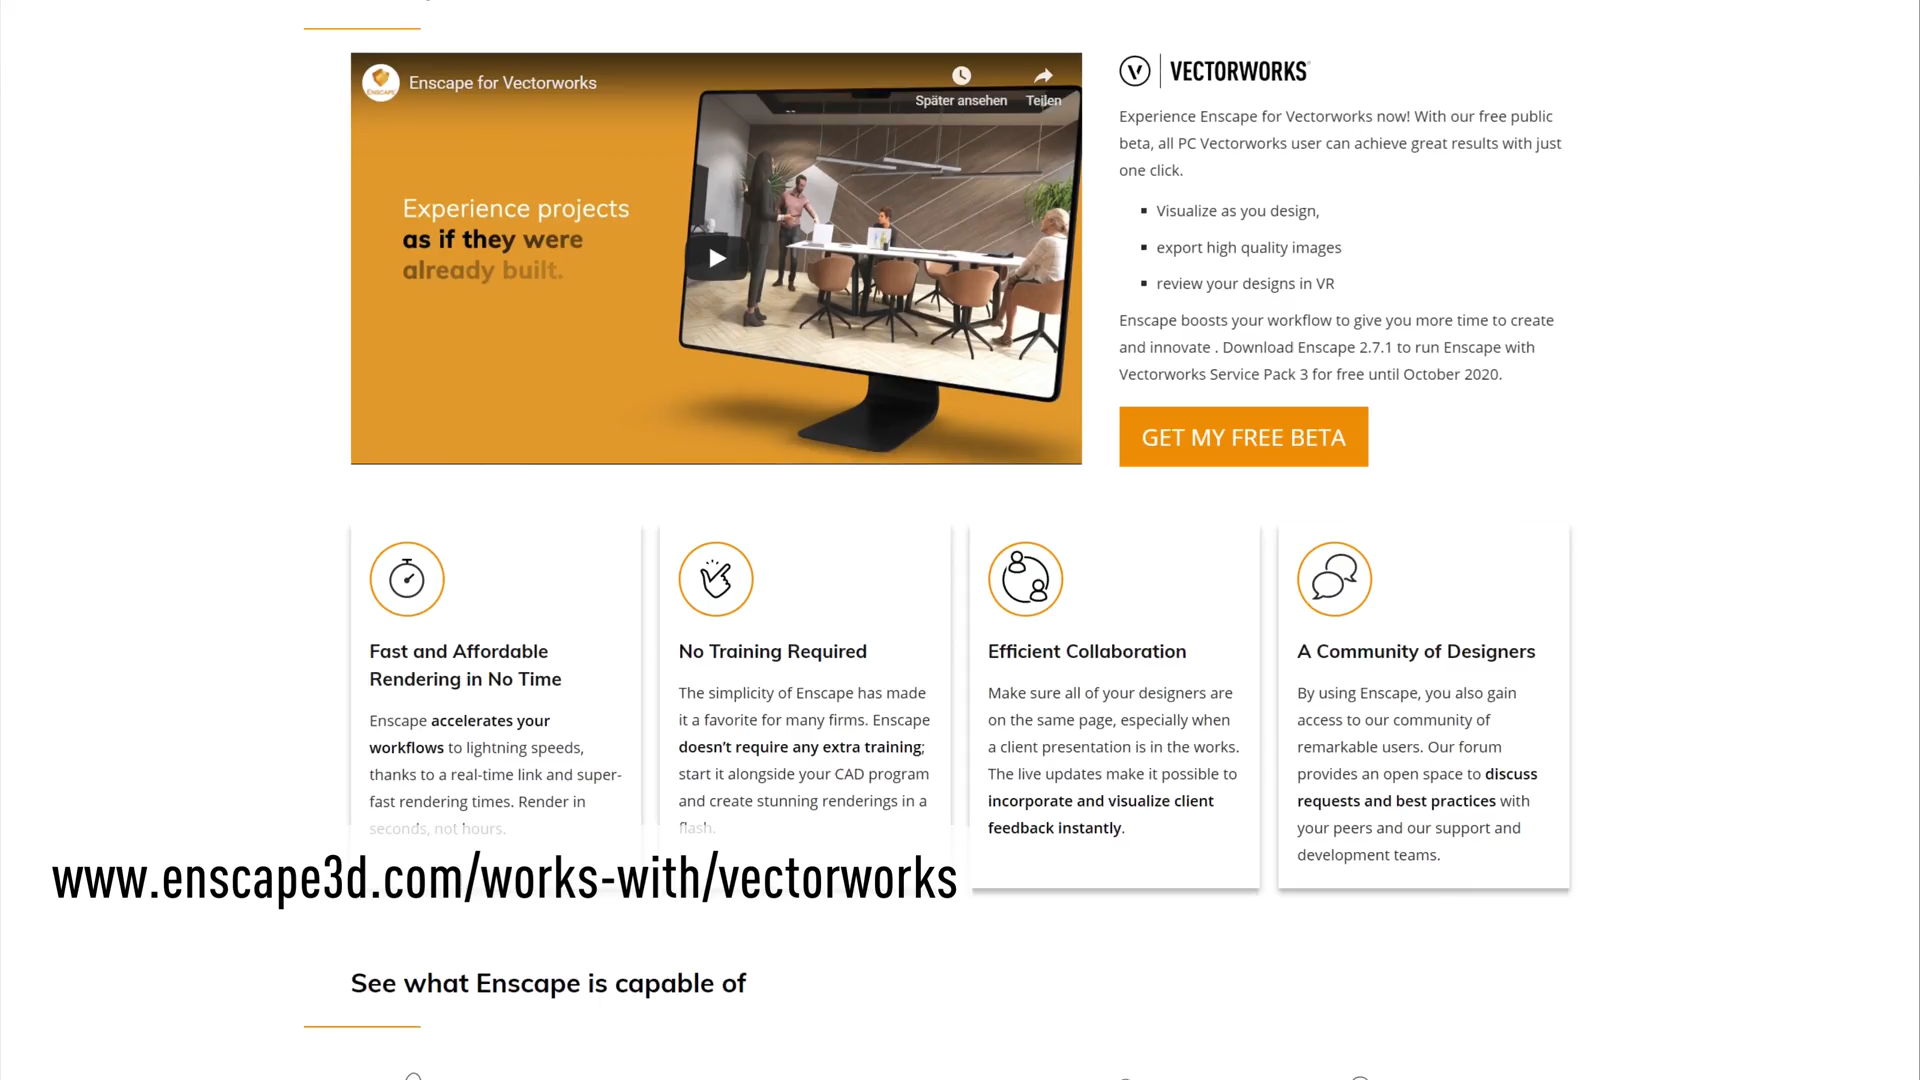 Enscape for Vectorworks
Später ansehen
Teilen
ENSCAPE
Experience projects
as if they were
already built.
VECTORWORKS
Experience Enscape for Vectorworks now! With our free public
beta, all PC Vectorworks user can achieve great results with just
one click.
Visualize as you design,
export high quality images
review your designs in VR
Enscape boosts your workflow to give you more time to create
and innovate . Download Enscape 2.7.1 to run Enscape with
Vectorworks Service Pack 3 for free until October 2020.
GET MY FREE BETA
Fast and Affordable
Rendering in No Time
Enscape accelerates your
workflows to lightning speeds,
thanks to a real-time link and super-
fast rendering times. Render in
seconds, not hours.
No Training Required
The simplicity of Enscape has made
it a favorite for many firms. Enscape
doesn't require any extra training;
start it alongside your CAD program
and create stunning renderings in a
flash.
Efficient Collaboration
Make sure all of your designers are
on the same page, especially when
a client presentation is in the works.
The live updates make it possible to
incorporate and visualize client
feedback instantly.
A Community of Designers
By using Enscape, you also gain
access to our community of
remarkable users. Our forum
provides an open space to discuss
requests and best practices with
your peers and our support and
development teams.
www.enscape3d.com/works-with/vectorworks
See what Enscape is capable of